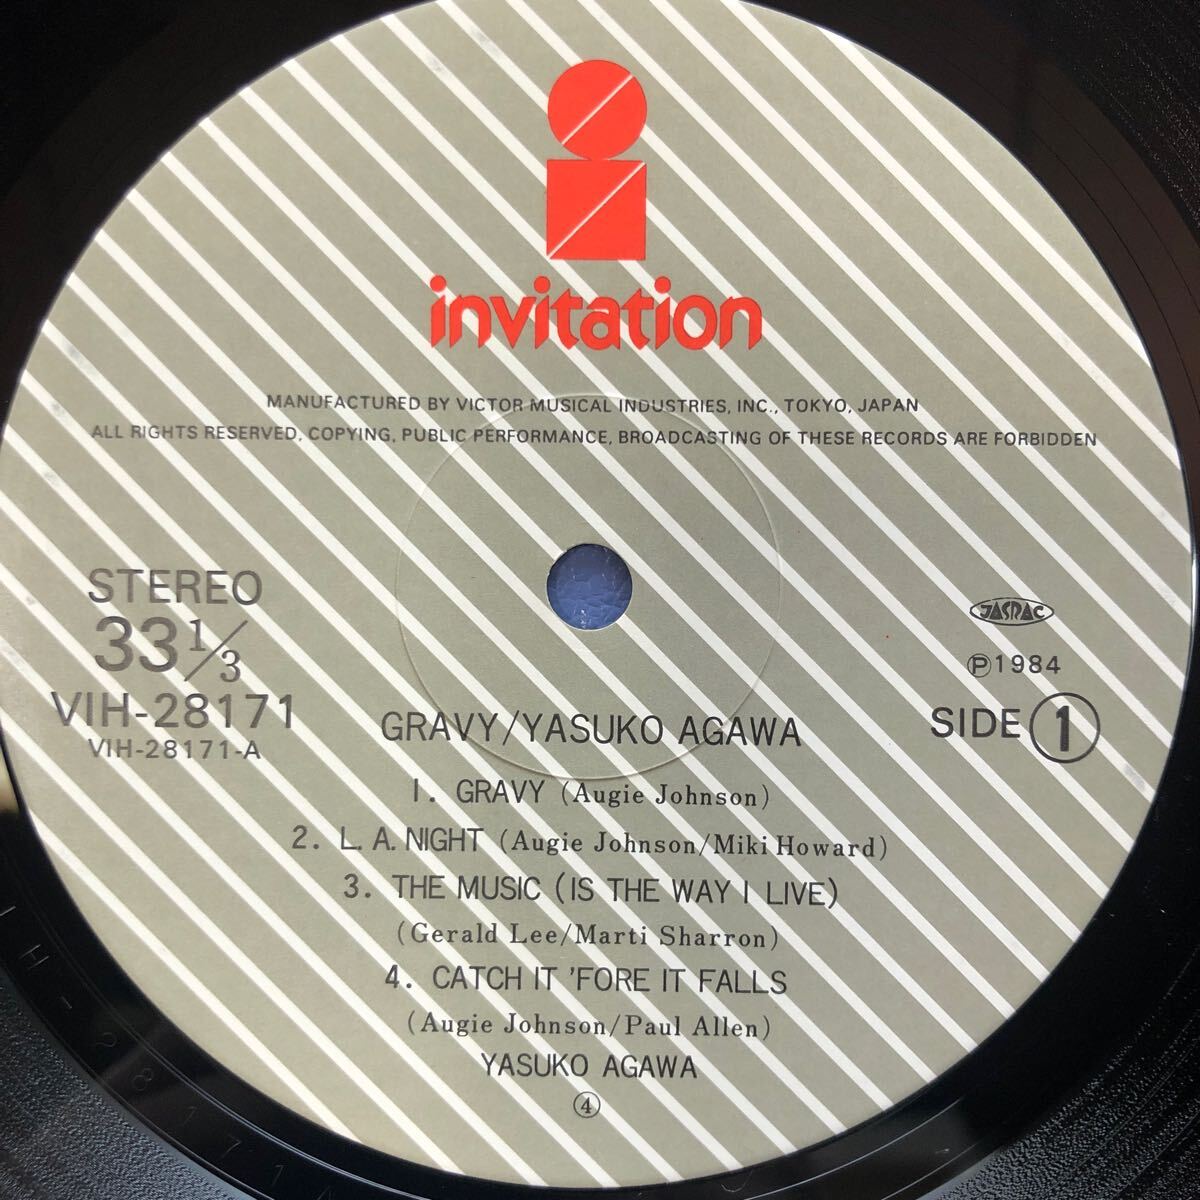 invitation
MANUFACTURED BY VICTOR MUSICAL INDUSTRIES, INC., TOKYO, JAPAN
ALL RIGHTS RESERVED, COPYING, PUBLIC PERFORMANCE, BROADCASTING OF THESE RECORDS ARE FORBIDDEN
STEREO
33 1/3
VIH-28171
VIH-28171-A
JASRAC
Ⓟ1984
SIDE ①
GRAVY/YASUKO AGAWA
1. GRAVY (Augie Johnson)
2. L. A. NIGHT (Augie Johnson/Miki Howard)
3. THE MUSIC (IS THE WAY I LIVE)
(Gerald Lee/Marti Sharron)
4. CATCH IT 'FORE IT FALLS
(Augie Johnson/Paul Allen)
YASUKO AGAWA
④